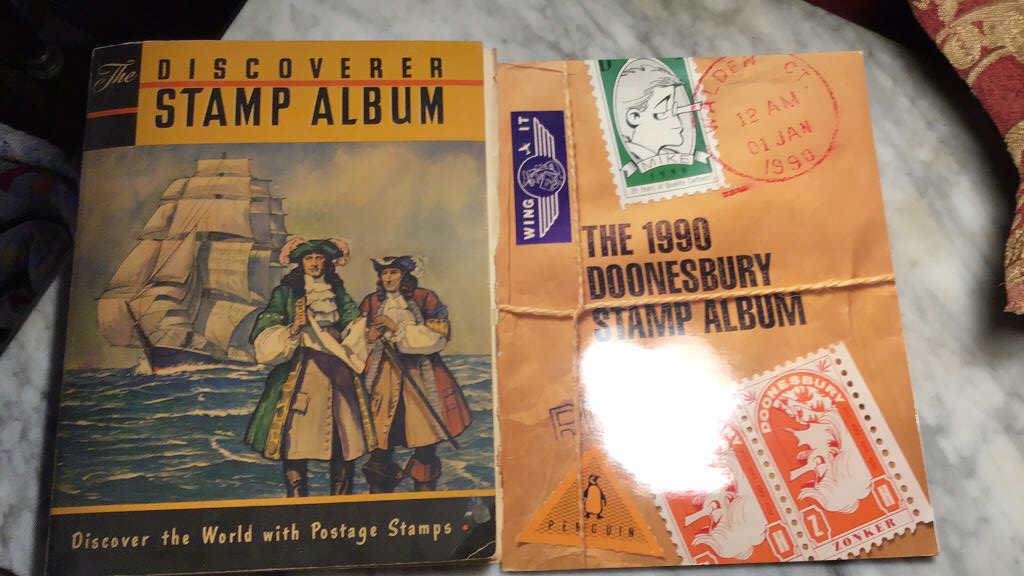 The DISCOVERER
STAMP ALBUM
Discover the World with Postage Stamps
WING IT
MIKE
1990
WALDEN CT
12 AM
01 JAN
1990
THE 1990
DOONESBURY
STAMP ALBUM
PENGUIN
DOONESBURY
Z
ZONKER